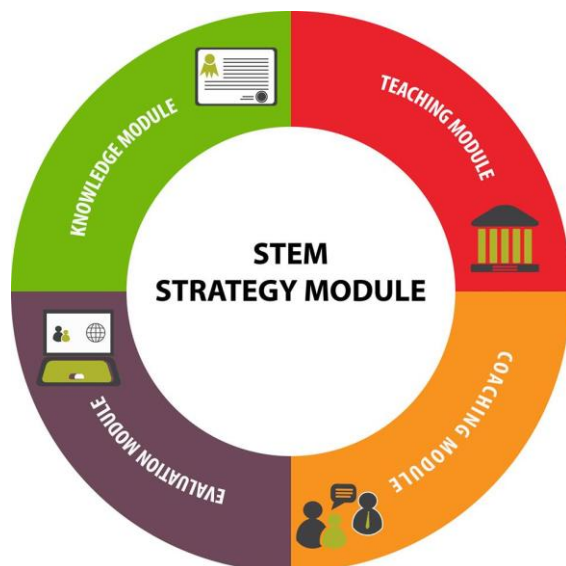 KNOWLEDGE MODULE
TEACHING MODULE
STEM
STRATEGY MODULE
COACHING MODULE
EVALUATION MODULE